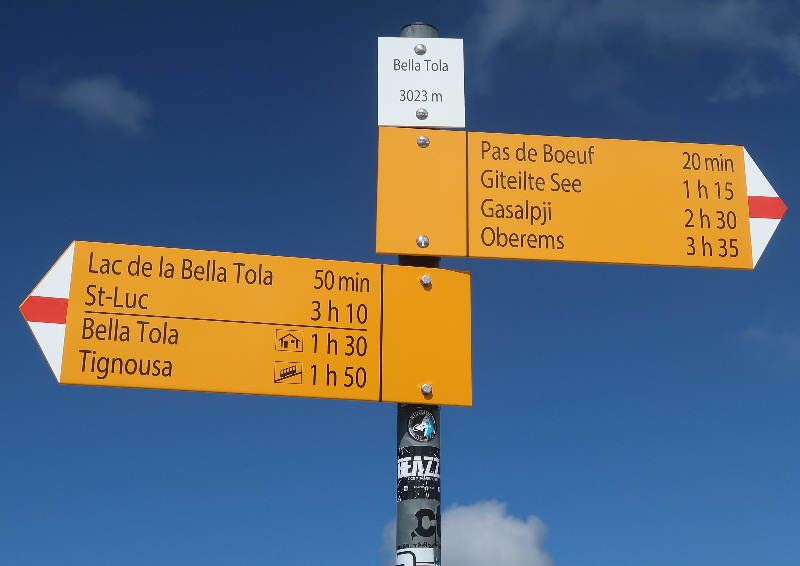 Bella Tola
3023 m
Pas de Boeuf 20 min
Giteilte See 1 h 15
Gasalpji 2 h 30
Oberems 3 h 35
Lac de la Bella Tola 50 min
St-Luc 3 h 10
Bella Tola 1 h 30
Tignousa 1 h 50